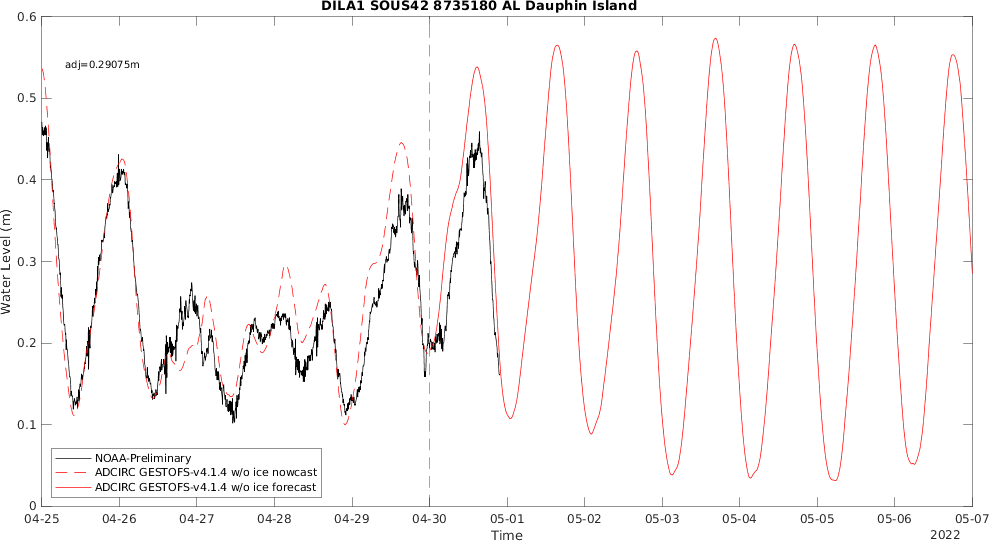 DILA1 SOUS42 8735180 AL Dauphin Island
0.6
adj=0.29075m
0.5
0.4
0.3
0.2
0.1
0
Water Level (m)
NOAA-Preliminary
ADCIRC GESTOFS-v4.1.4 w/o ice nowcast
ADCIRC GESTOFS-v4.1.4 w/o ice forecast
04-25 04-26 04-27 04-28 04-29 04-30 05-01 05-02 05-03 05-04 05-05 05-06 05-07
Time
2022